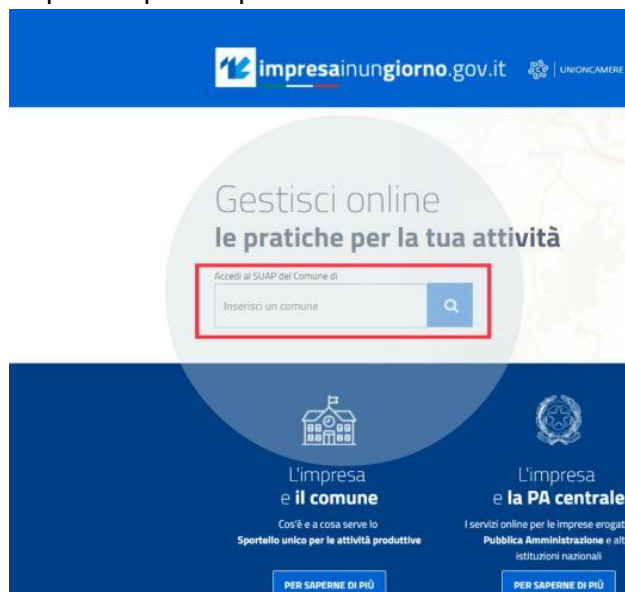 impresainungiorno.gov.it
UNIONCAMERE
Gestisci online
le pratiche per la tua attività
Accedi al SUAP del Comune di
Inserisci un comune
L'impresa
e il comune
Cos'è e a cosa serve lo
Sportello unico per le attività produttive
PER SAPERNE DI PIÙ
L'impresa
e la PA centrale
I servizi online per le imprese erogat
Pubblica Amministrazione e alt
istituzioni nazionali
PER SAPERNE DI PIÙ